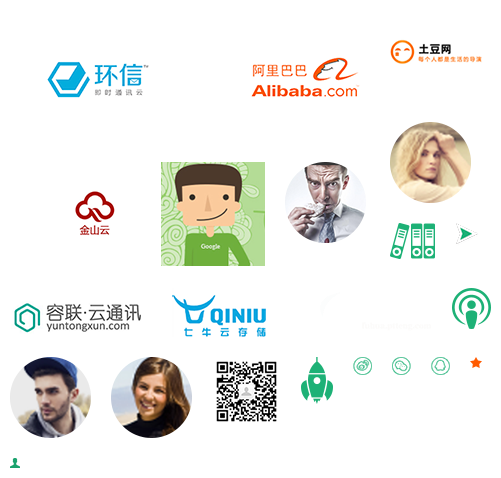 土豆网
每个人都是生活的导演
环信™
即时通讯云
阿里巴巴
Alibaba.com
Google
金山云
容联·云通讯
yuntongxun.com
QINIU
七牛云存储